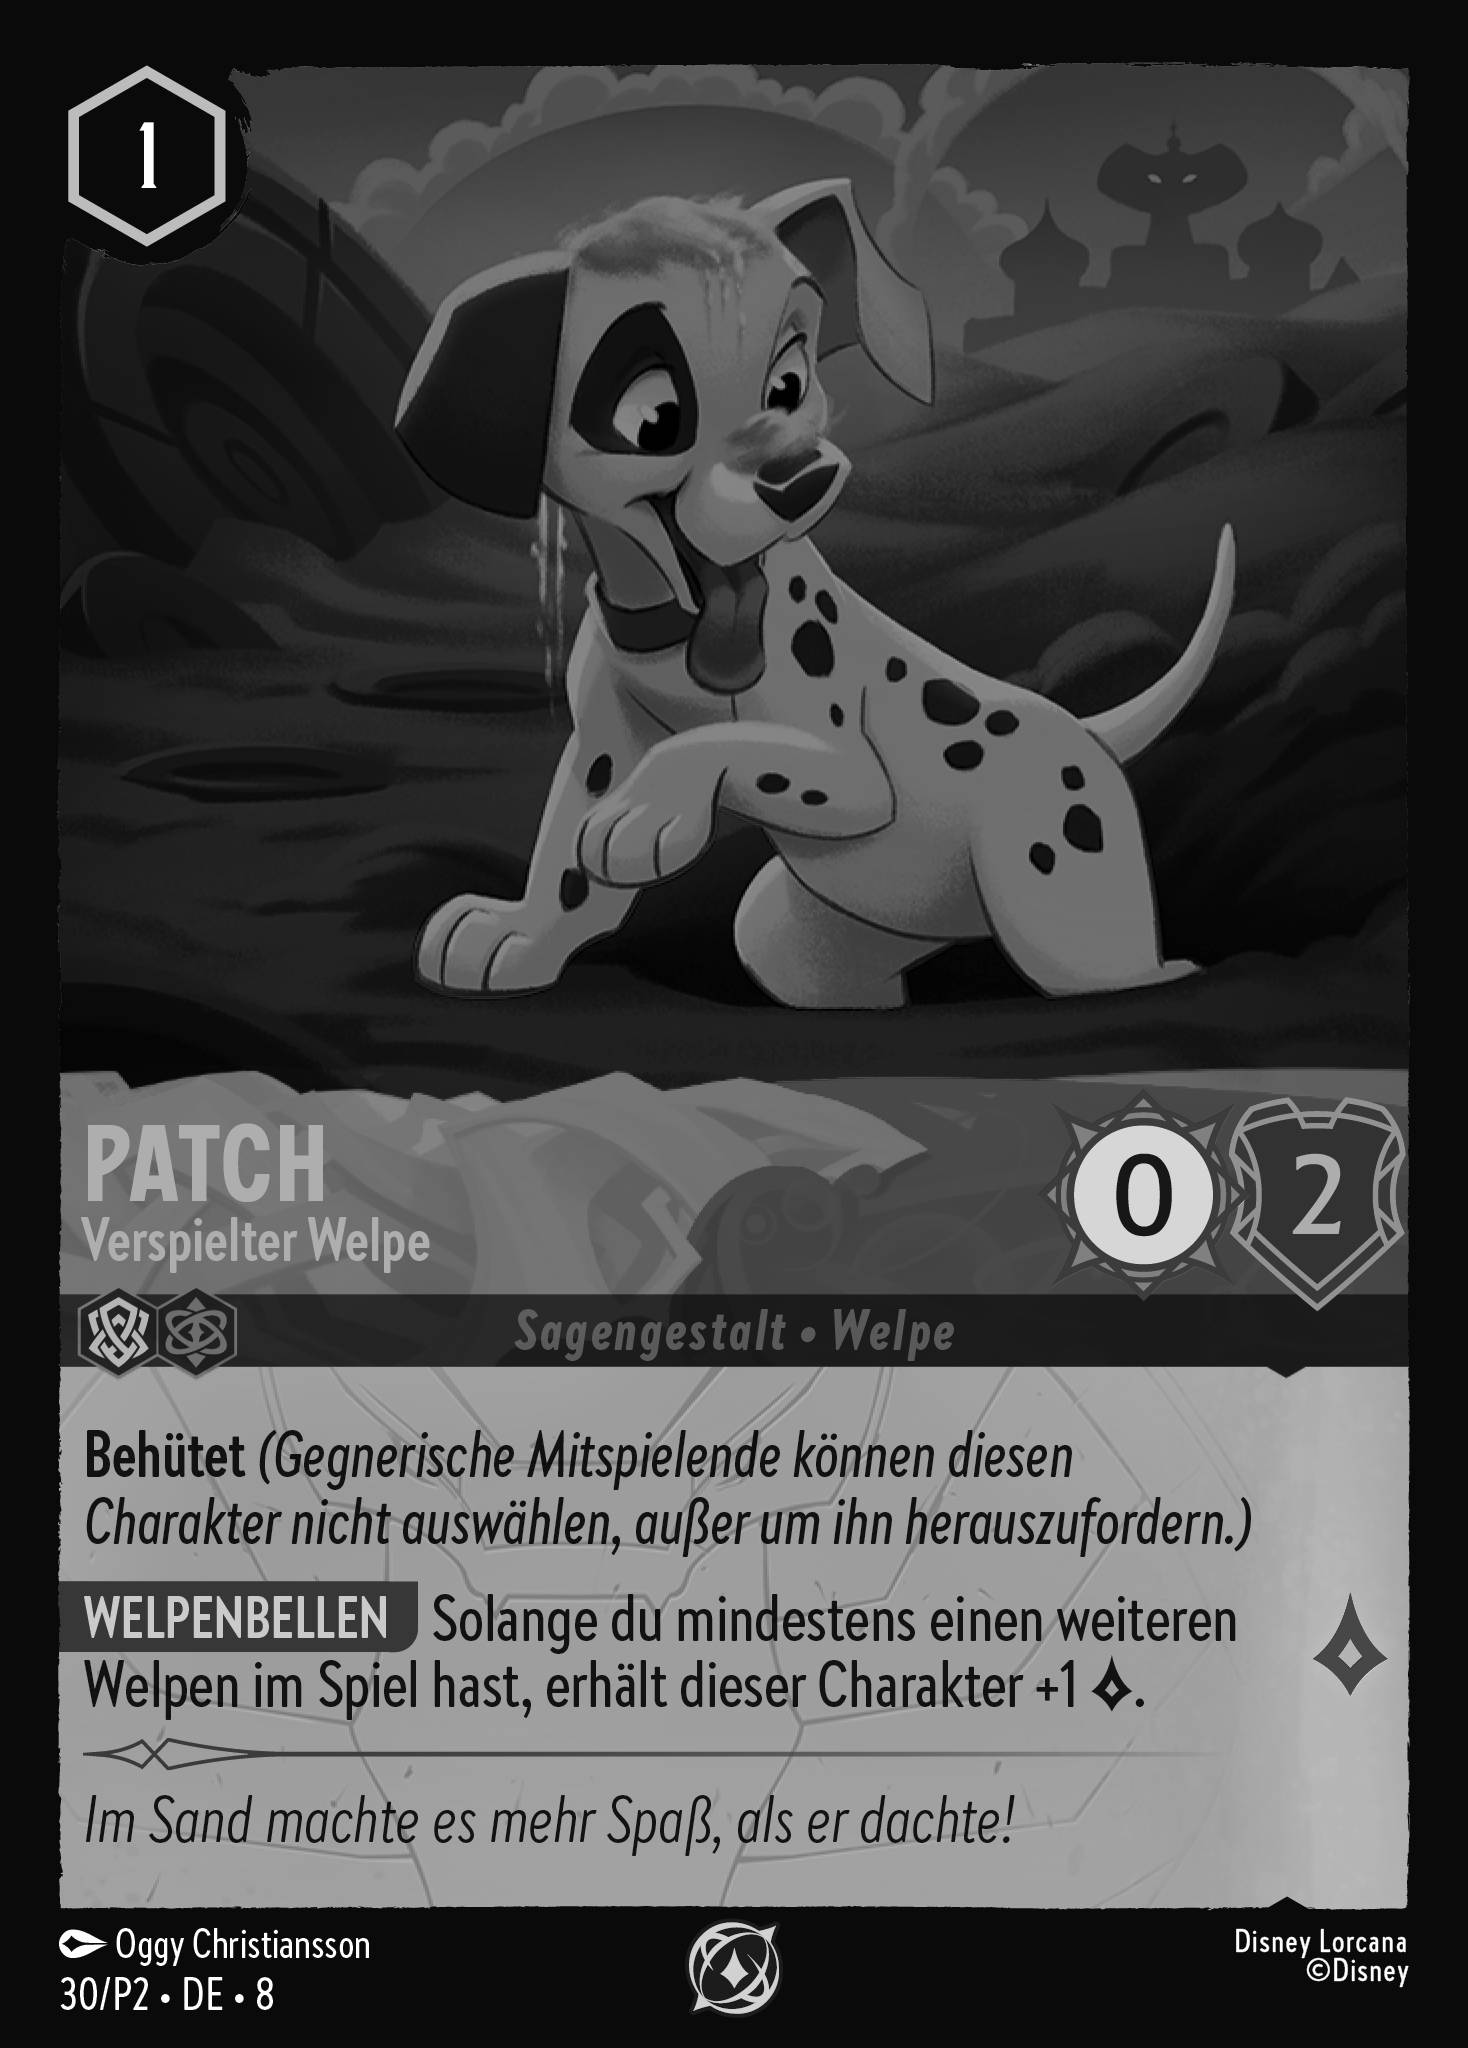 1
PATCH
Verspielter Welpe
0
2
Sagengestalt • Welpe
Behütet (Gegnerische Mitspielende können diesen
Charakter nicht auswählen, außer um ihn herauszufordern.)
WELPENBELLEN Solange du mindestens einen weiteren
Welpen im Spiel hast, erhält dieser Charakter +1 .
Im Sand machte es mehr Spaß, als er dachte!
Oggy Christiansson
30/P2 • DE • 8
Disney Lorcana
©Disney